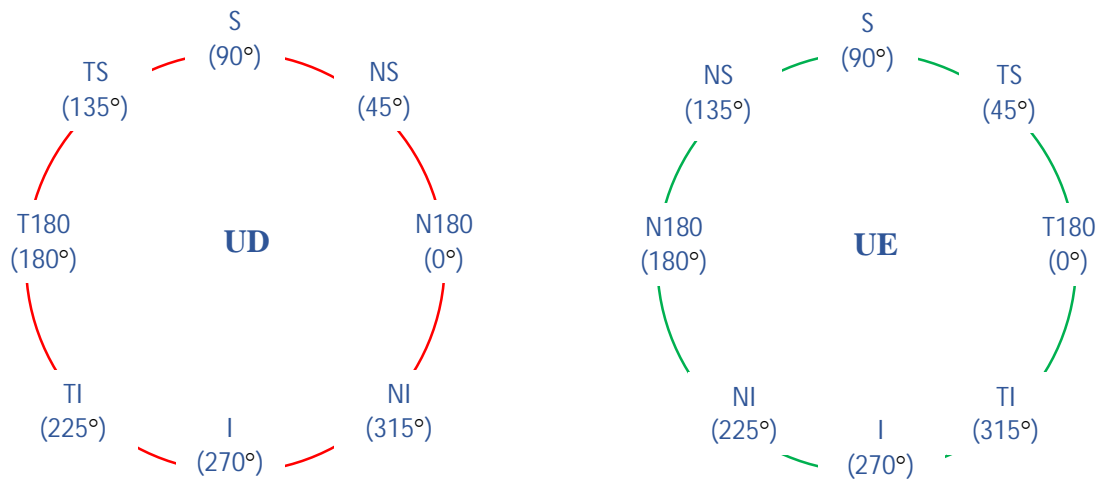 S
(90°)
TS
(135°)
NS
(45°)
T180
(180°)
UD
N180
(0°)
TI
(225°)
I
(270°)
NI
(315°)
S
(90°)
NS
(135°)
TS
(45°)
N180
(180°)
UE
T180
(0°)
NI
(225°)
I
(270°)
TI
(315°)